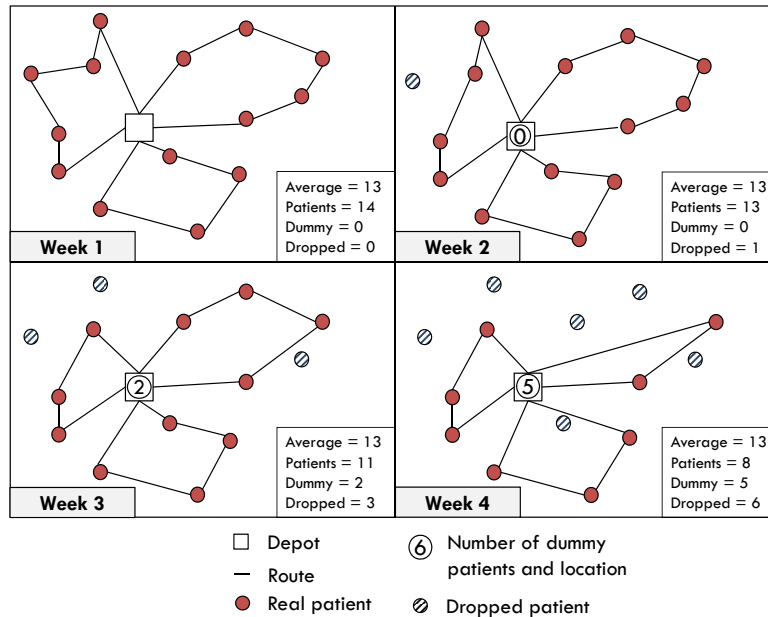 Average = 13
Patients = 14
Dummy = 0
Dropped = 0
Week 1
0
Average = 13
Patients = 13
Dummy = 0
Dropped = 1
Week 2
2
Average = 13
Patients = 11
Dummy = 2
Dropped = 3
Week 3
5
Average = 13
Patients = 8
Dummy = 5
Dropped = 6
Week 4
Depot
Route
Real patient
6
Number of dummy
patients and location
Dropped patient